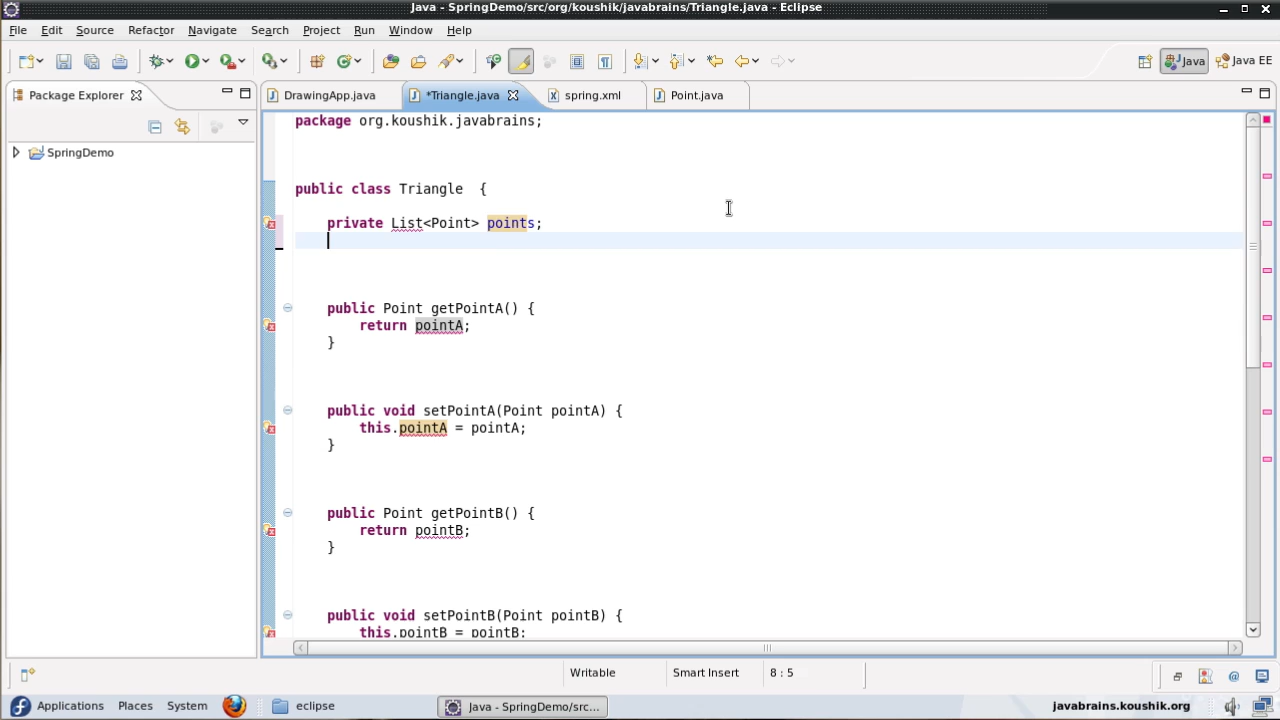 Java - SpringDemo/src/org/koushik/javabrains/Triangle.java - Eclipse
File Edit Source Refactor Navigate Search Project Run Window Help
Java Java EE
Package Explorer
DrawingApp.java *Triangle.java spring.xml Point.java
SpringDemo
package org.koushik.javabrains;
public class Triangle {
private List<Point> points;
public Point getPointA() {
return pointA;
}
public void setPointA(Point pointA) {
this.pointA = pointA;
}
public Point getPointB() {
return pointB;
}
public void setPointB(Point pointB) {
this.pointB = pointB;
Writable Smart Insert 8 : 5
Applications Places System eclipse Java - SpringDemo/src... javabrains.koushik.org